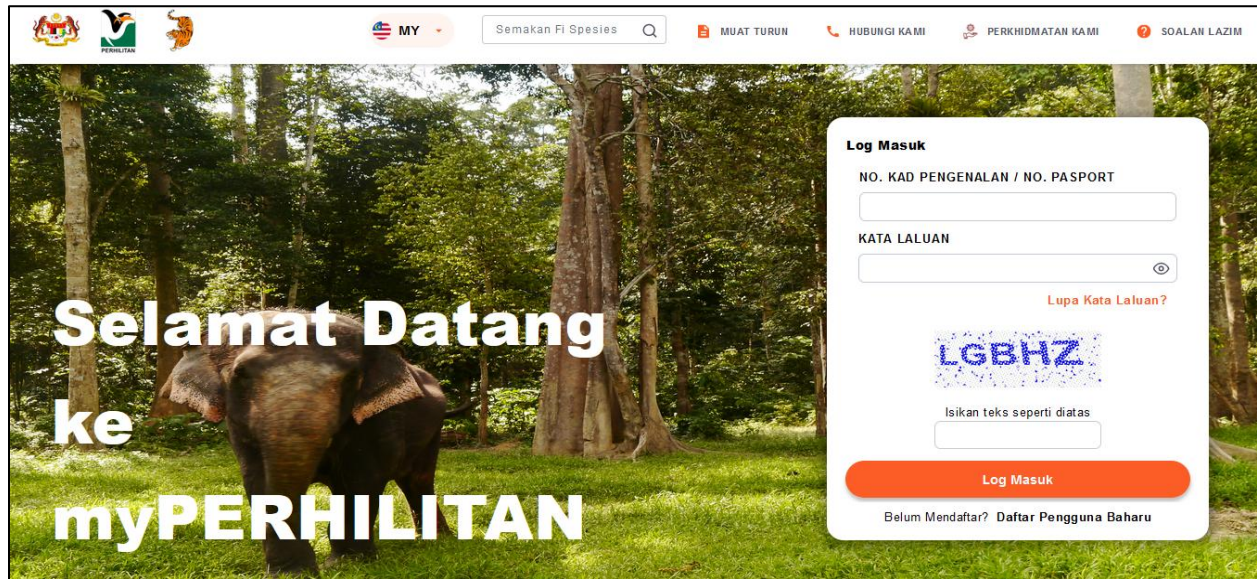 PERHILITAN
MY
Semakan Fi Spesies
MUAT TURUN
HUBUNGI KAMI
PERKHIDMATAN KAMI
SOALAN LAZIM
Selamat Datang
ke
myPERHILITAN
Log Masuk
NO. KAD PENGENALAN / NO. PASPORT
KATA LALUAN
Lupa Kata Laluan?
LGBHZ
Isikan teks seperti diatas
Log Masuk
Belum Mendaftar? Daftar Pengguna Baharu